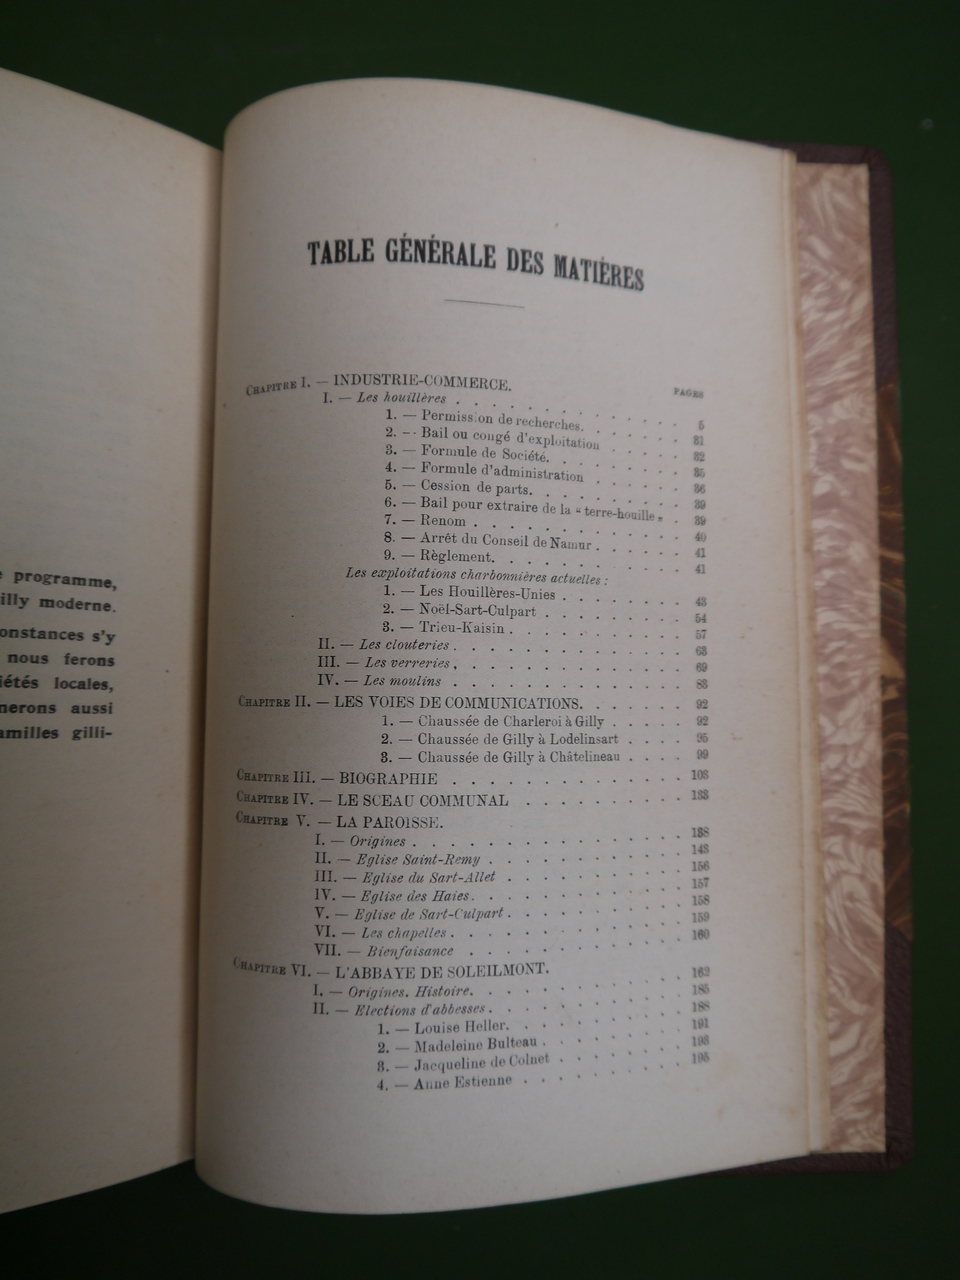 programme,
illy moderne.
onstances s'y
nous ferons
iétés locales,
nerons aussi
amilles gilli-
TABLE GÉNÉRALE DES MATIÈRES
PAGES
CHAPITRE I. — INDUSTRIE-COMMERCE.
I. — Les houillères . . . . . . . . . . . 5
1. — Permission de recherches. . . . . . . 31
2. — Bail ou congé d'exploitation . . . . . . 32
3. — Formule de Société. . . . . . . . 35
4. — Formule d'administration . . . . . . 36
5. — Cession de parts. . . . . . . . . 39
6. — Bail pour extraire de la “ terre-houille „ . 39
7. — Renom . . . . . . . . . . . 40
8. — Arrêt du Conseil de Namur . . . . . 41
9. — Règlement. . . . . . . . . . 41
Les exploitations charbonnières actuelles :
1. — Les Houillères-Unies . . . . . . . 43
2. — Noël-Sart-Culpart . . . . . . . . 54
3. — Trieu-Kaisin . . . . . . . . . . 57
II. — Les clouteries . . . . . . . . . . . 63
III. — Les verreries . . . . . . . . . . . 69
IV. — Les moulins . . . . . . . . . . . 83
CHAPITRE II. — LES VOIES DE COMMUNICATIONS. . . . . . . 92
1. — Chaussée de Charleroi à Gilly . . . . . 92
2. — Chaussée de Gilly à Lodelinsart . . . . 95
3. — Chaussée de Gilly à Châtelineau . . . . 99
CHAPITRE III. — BIOGRAPHIE . . . . . . . . . . . . 103
CHAPITRE IV. — LE SCEAU COMMUNAL . . . . . . . . . 133
CHAPITRE V. — LA PAROISSE.
I. — Origines . . . . . . . . . . . . 138
II. — Eglise Saint-Remy . . . . . . . . . 143
III. — Eglise du Sart-Allet . . . . . . . . 156
IV. — Eglise des Haies. . . . . . . . . . 157
V. — Eglise de Sart-Culpart . . . . . . . . 158
VI. — Les chapelles . . . . . . . . . . . 159
VII. — Bienfaisance . . . . . . . . . . 160
CHAPITRE VI. — L'ABBAYE DE SOLEILMONT.
I. — Origines. Histoire. . . . . . . . . . 162
II. — Elections d'abbesses . . . . . . . . . 185
1. — Louise Heller. . . . . . . . . . 188
2. — Madeleine Bulteau . . . . . . . . 191
3. — Jacqueline de Colnet . . . . . . . 193
4. — Anne Estienne . . . . . . . . . 195